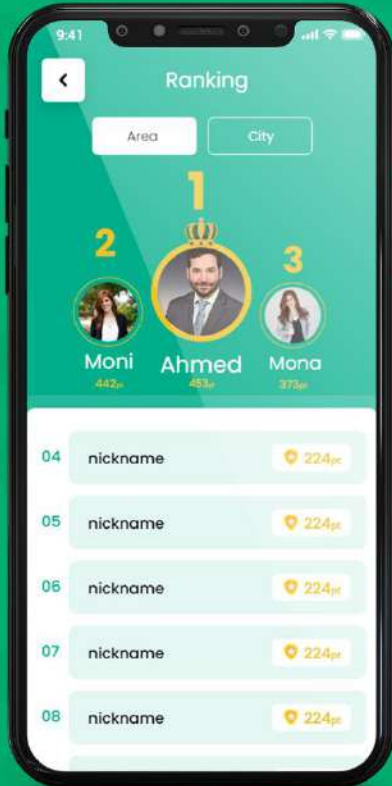 9:41
Ranking
Area City
1
2
3
Moni Ahmed Mona
442pt 453pt 373pt
04 nickname 224pt
05 nickname 224pt
06 nickname 224pt
07 nickname 224pt
08 nickname 224pt